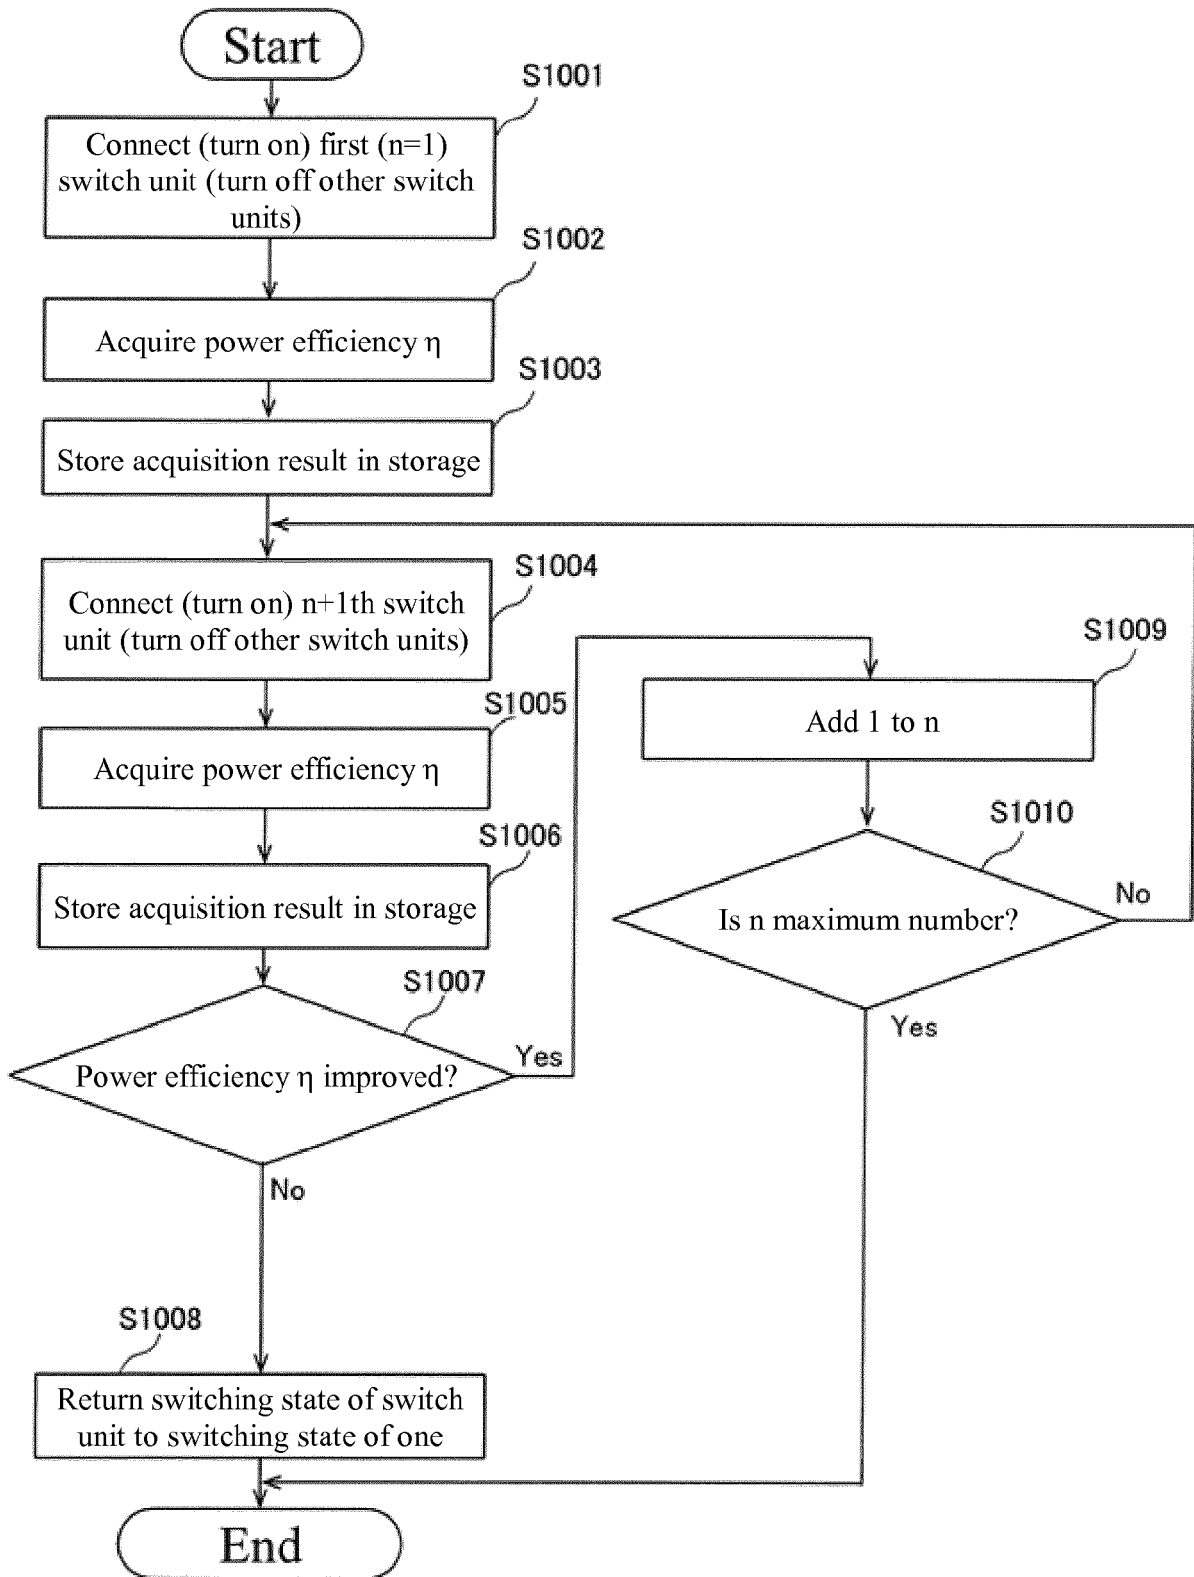 Start
S1001
Connect (turn on) first (n=1)
switch unit (turn off other switch
units)
S1002
Acquire power efficiency η
S1003
Store acquisition result in storage
S1004
Connect (turn on) n+1th switch
unit (turn off other switch units)
S1005
Acquire power efficiency η
S1006
Store acquisition result in storage
S1007
Power efficiency η improved?
Yes
No
S1009
Add 1 to n
S1010
Is n maximum number?
No
Yes
S1008
Return switching state of switch
unit to switching state of one
End